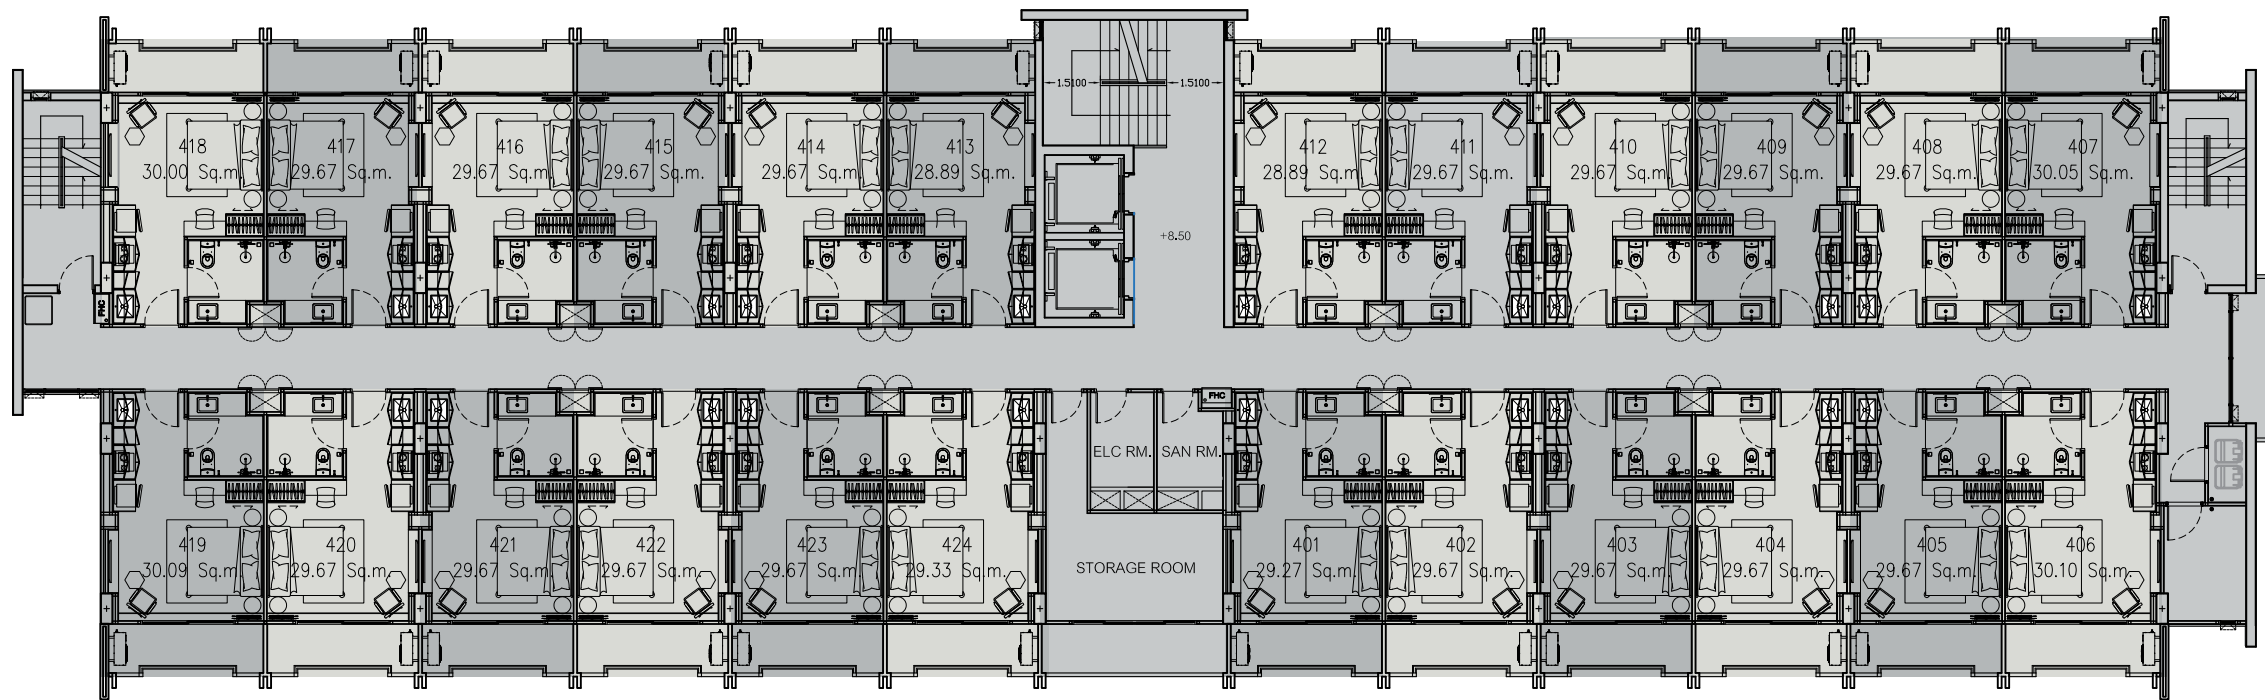 1.5100
1.5100
418
30.00 Sq.m.
417
29.67 Sq.m.
416
29.67 Sq.m.
415
29.67 Sq.m.
414
29.67 Sq.m.
413
28.89 Sq.m.
412
28.89 Sq.m.
411
29.67 Sq.m.
410
29.67 Sq.m.
409
29.67 Sq.m.
408
29.67 Sq.m.
407
30.05 Sq.m.
+8.50
FHC
FHC
ELC RM.
SAN RM.
STORAGE ROOM
419
30.09 Sq.m.
420
29.67 Sq.m.
421
29.67 Sq.m.
422
29.67 Sq.m.
423
29.67 Sq.m.
424
29.33 Sq.m.
401
29.27 Sq.m.
402
29.67 Sq.m.
403
29.67 Sq.m.
404
29.67 Sq.m.
405
29.67 Sq.m.
406
30.10 Sq.m.